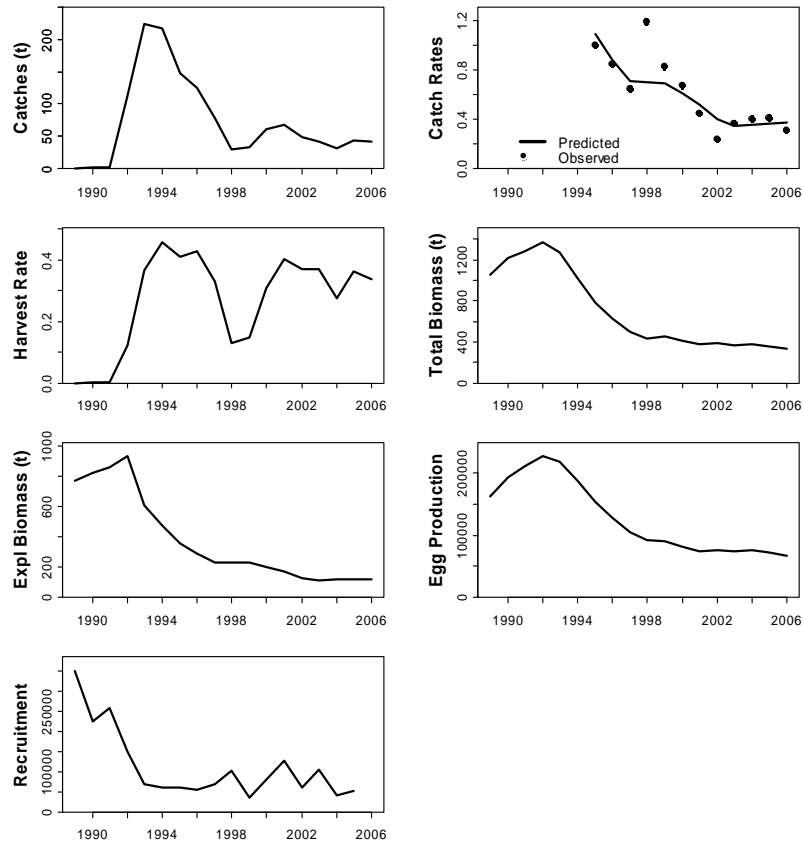 Catches (t)
0 50 100 200
1990 1994 1998 2002 2006
Catch Rates
0.0 0.4 0.8 1.2
Predicted
Observed
1990 1994 1998 2002 2006
Harvest Rate
0.0 0.2 0.4
1990 1994 1998 2002 2006
Total Biomass (t)
0 400 800 1200
1990 1994 1998 2002 2006
Expl Biomass (t)
0 200 600 1000
1990 1994 1998 2002 2006
Egg Production
0 100000 200000
1990 1994 1998 2002 2006
Recruitment
0 100000 250000
1990 1994 1998 2002 2006